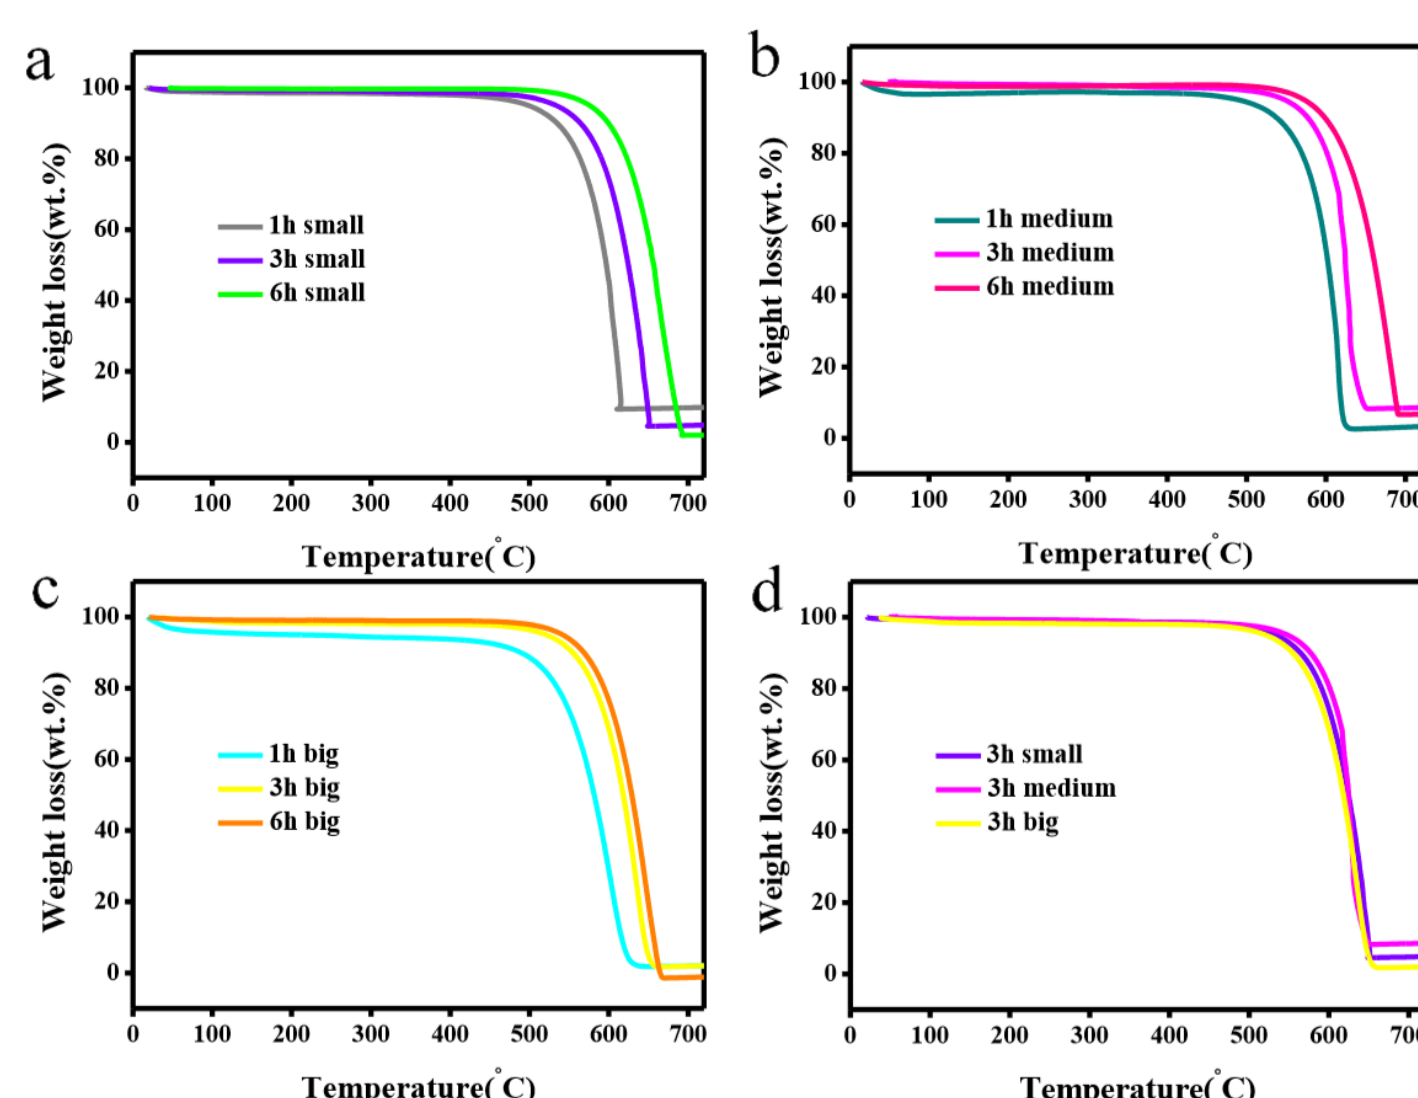 a
100
80
60
40
20
0
Weight loss(wt.%)
1h small
3h small
6h small
0 100 200 300 400 500 600 700
Temperature(°C)
b
100
80
60
40
20
0
Weight loss(wt.%)
1h medium
3h medium
6h medium
0 100 200 300 400 500 600 700
Temperature(°C)
c
100
80
60
40
20
0
Weight loss(wt.%)
1h big
3h big
6h big
0 100 200 300 400 500 600 700
Temperature(°C)
d
100
80
60
40
20
0
Weight loss(wt.%)
3h small
3h medium
3h big
0 100 200 300 400 500 600 700
Temperature(°C)